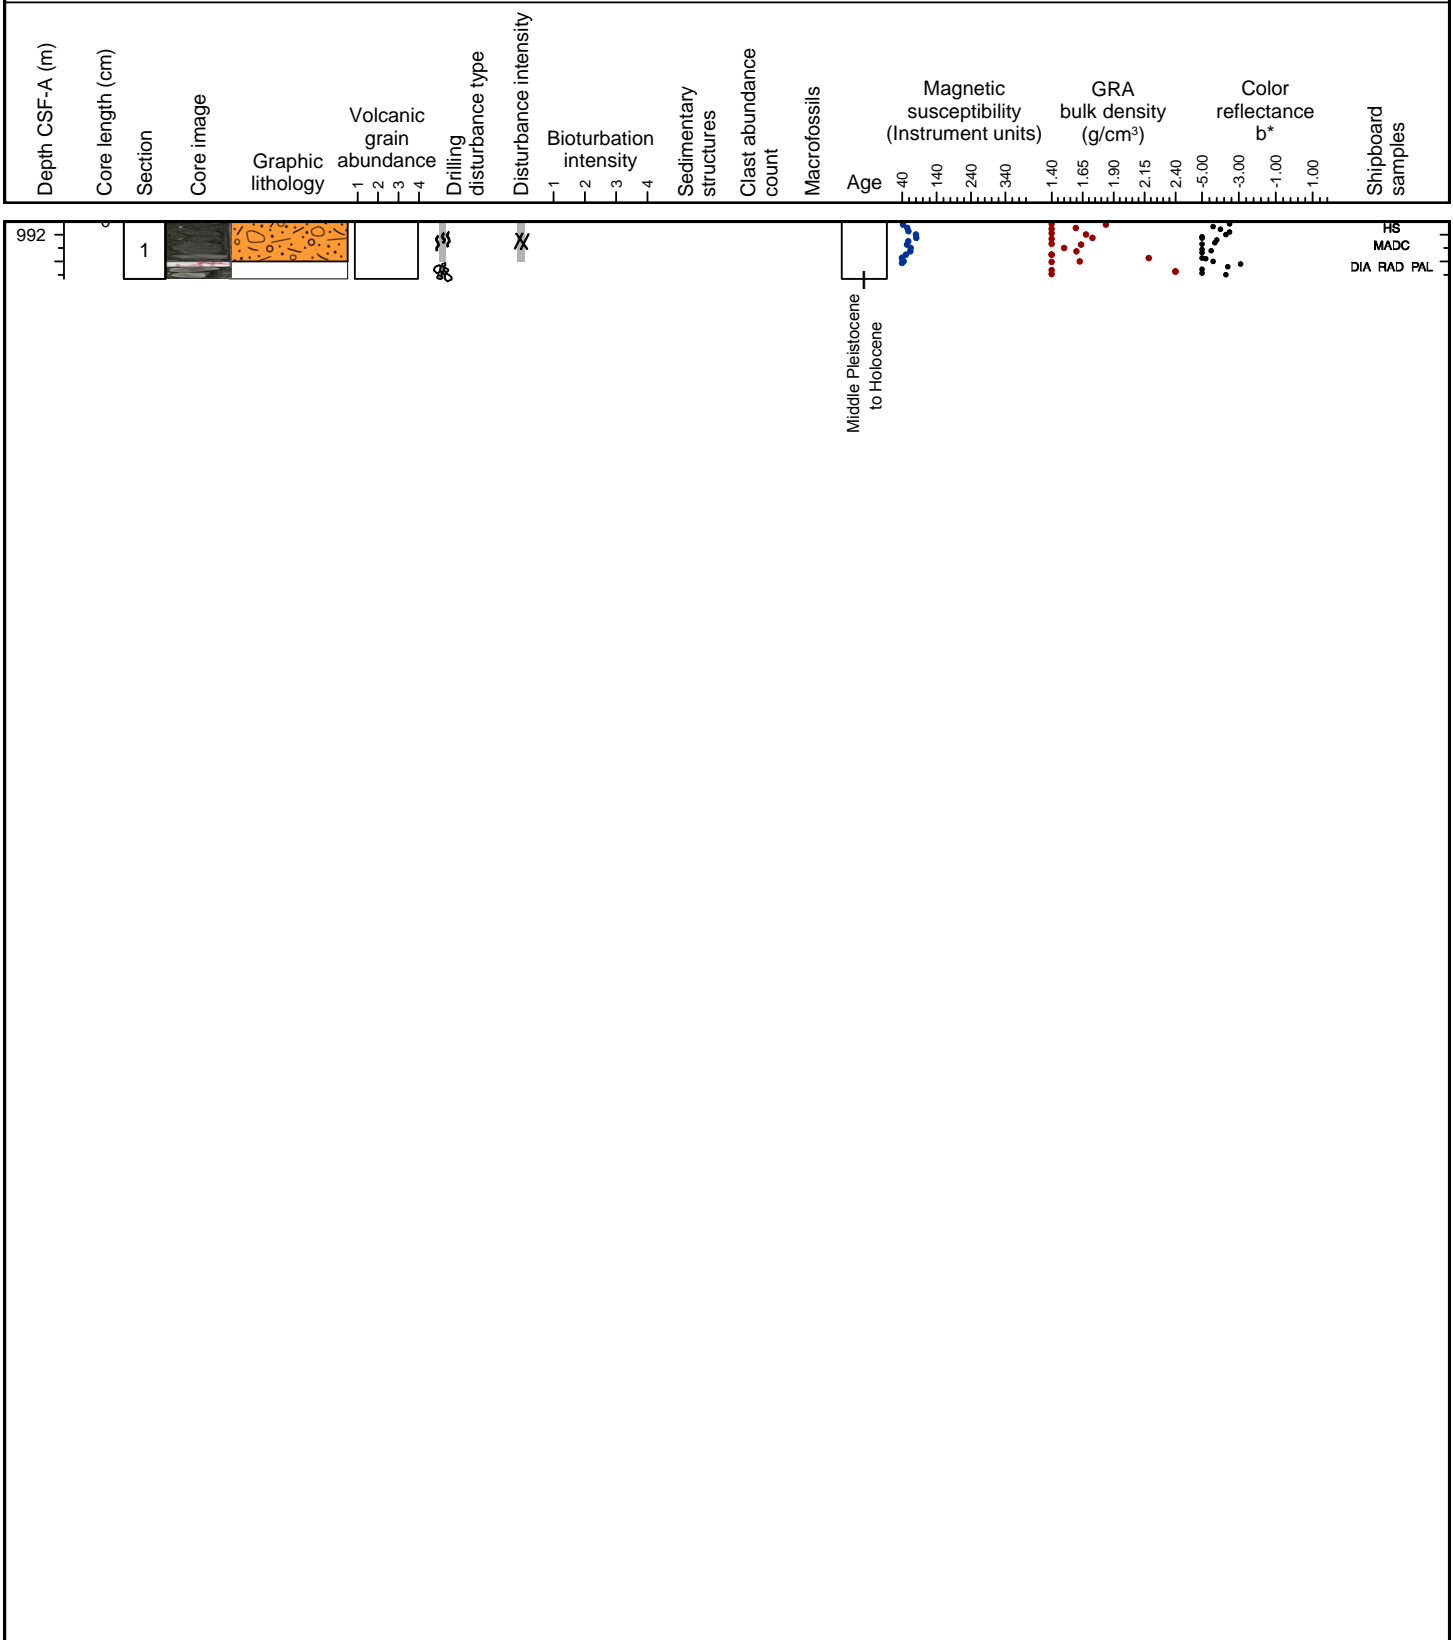 Depth CSF-A (m)
Core length (cm)
Section
Core image
Graphic
lithology
Volcanic
grain
abundance
1 2 3 4
Drilling
disturbance type
Disturbance intensity
Bioturbation
intensity
1 2 3 4
Sedimentary
structures
Clast abundance
count
Macrofossils
Age
Magnetic
susceptibility
(Instrument units)
40 140 240 340
GRA
bulk density
(g/cm³)
1.40 1.65 1.90 2.15 2.40
Color
reflectance
b*
-5.00 -3.00 -1.00 1.00
Shipboard
samples
992
0
1
HS
MADC
DIA RAD PAL
Middle Pleistocene
to Holocene